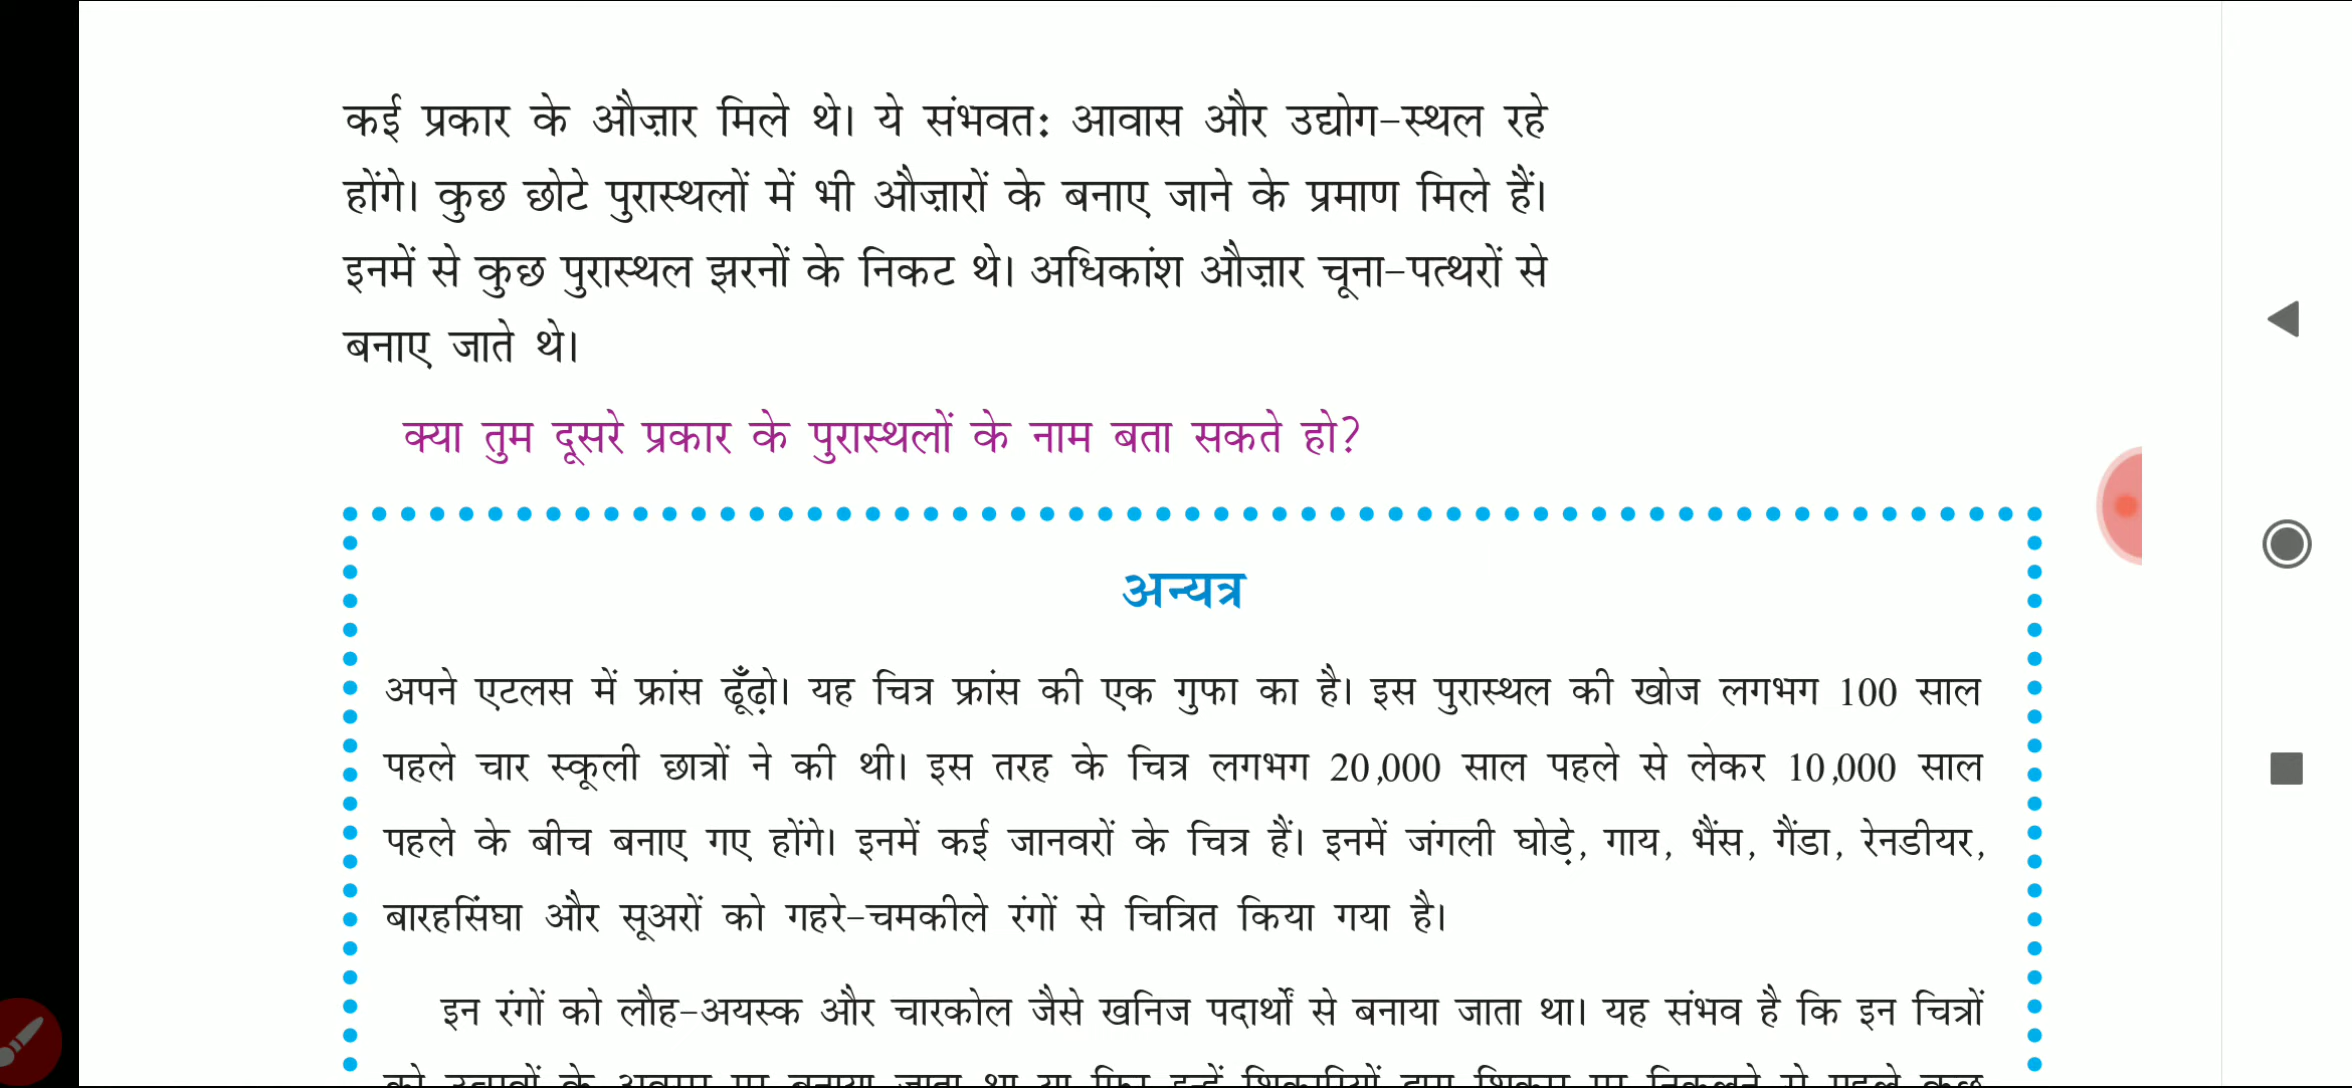 कई प्रकार के औज़ार मिले थे। ये संभवतः आवास और उद्योग-स्थल रहे
होंगे। कुछ छोटे पुरास्थलों में भी औज़ारों के बनाए जाने के प्रमाण मिले हैं।
इनमें से कुछ पुरास्थल झरनों के निकट थे। अधिकांश औज़ार चूना-पत्थरों से
बनाए जाते थे।
क्या तुम दूसरे प्रकार के पुरास्थलों के नाम बता सकते हो?
अन्यत्र
अपने एटलस में फ्रांस ढूँढ़ो। यह चित्र फ्रांस की एक गुफा का है। इस पुरास्थल की खोज लगभग 100 साल
पहले चार स्कूली छात्रों ने की थी। इस तरह के चित्र लगभग 20,000 साल पहले से लेकर 10,000 साल
पहले के बीच बनाए गए होंगे। इनमें कई जानवरों के चित्र हैं। इनमें जंगली घोड़े, गाय, भैंस, गैंडा, रेनडीयर,
बारहसिंघा और सूअरों को गहरे-चमकीले रंगों से चित्रित किया गया है।
इन रंगों को लौह-अयस्क और चारकोल जैसे खनिज पदार्थों से बनाया जाता था। यह संभव है कि इन चित्रों